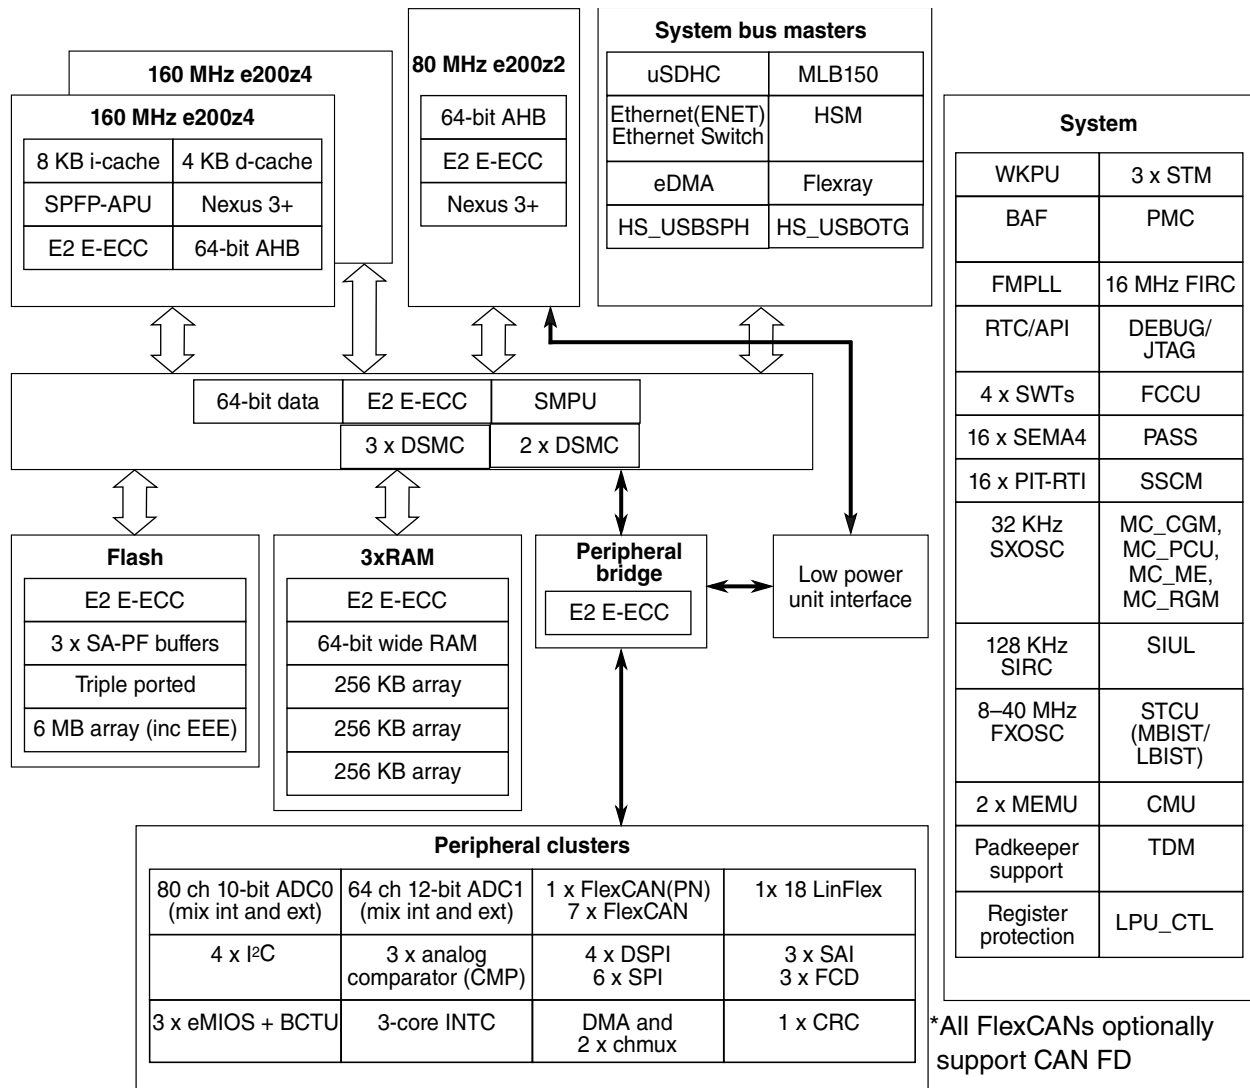 160 MHz e200z4
160 MHz e200z4
8 KB i-cache
4 KB d-cache
SPFP-APU
Nexus 3+
E2 E-ECC
64-bit AHB
80 MHz e200z2
64-bit AHB
E2 E-ECC
Nexus 3+
System bus masters
uSDHC
MLB150
Ethernet(ENET)
Ethernet Switch
HSM
eDMA
Flexray
HS_USBSPH
HS_USBOTG
64-bit data
E2 E-ECC
SMPU
3 x DSMC
2 x DSMC
Flash
E2 E-ECC
3 x SA-PF buffers
Triple ported
6 MB array (inc EEE)
3xRAM
E2 E-ECC
64-bit wide RAM
256 KB array
256 KB array
256 KB array
Peripheral
bridge
E2 E-ECC
Low power
unit interface
Peripheral clusters
80 ch 10-bit ADC0
(mix int and ext)
64 ch 12-bit ADC1
(mix int and ext)
1 x FlexCAN(PN)
7 x FlexCAN
1x 18 LinFlex
4 x I²C
3 x analog
comparator (CMP)
4 x DSPI
6 x SPI
3 x SAI
3 x FCD
3 x eMIOS + BCTU
3-core INTC
DMA and
2 x chmux
1 x CRC
System
WKPU
3 x STM
BAF
PMC
FMPLL
16 MHz FIRC
RTC/API
DEBUG/
JTAG
4 x SWTs
FCCU
16 x SEMA4
PASS
16 x PIT-RTI
SSCM
32 KHz
SXOSC
MC_CGM,
MC_PCU,
MC_ME,
MC_RGM
128 KHz
SIRC
SIUL
8–40 MHz
FXOSC
STCU
(MBIST/
LBIST)
2 x MEMU
CMU
Padkeeper
support
TDM
Register
protection
LPU_CTL
*All FlexCANs optionally
support CAN FD